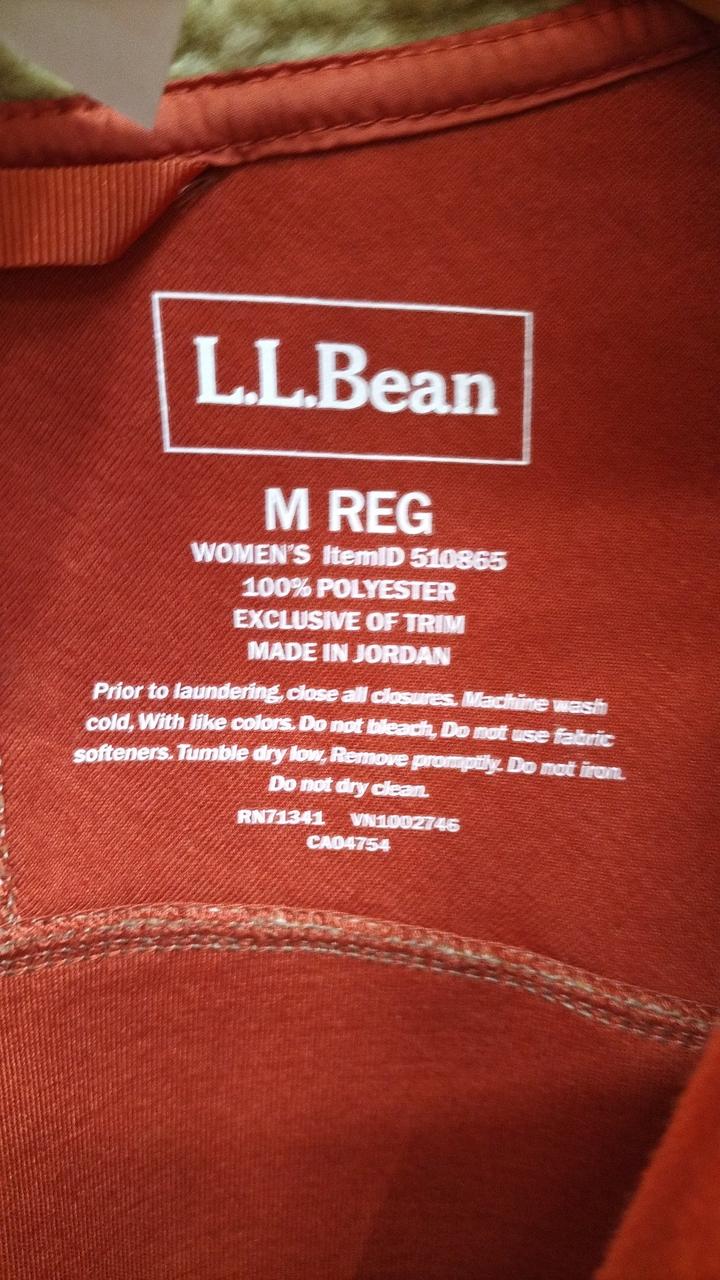 L.L.Bean
M REG
WOMEN'S ItemID 510865
100% POLYESTER
EXCLUSIVE OF TRIM
MADE IN JORDAN
Prior to laundering, close all closures. Machine wash
cold, With like colors. Do not bleach, Do not use fabric
softeners. Tumble dry low, Remove promptly. Do not iron.
Do not dry clean.
RN71341 VN1002746
CA04754